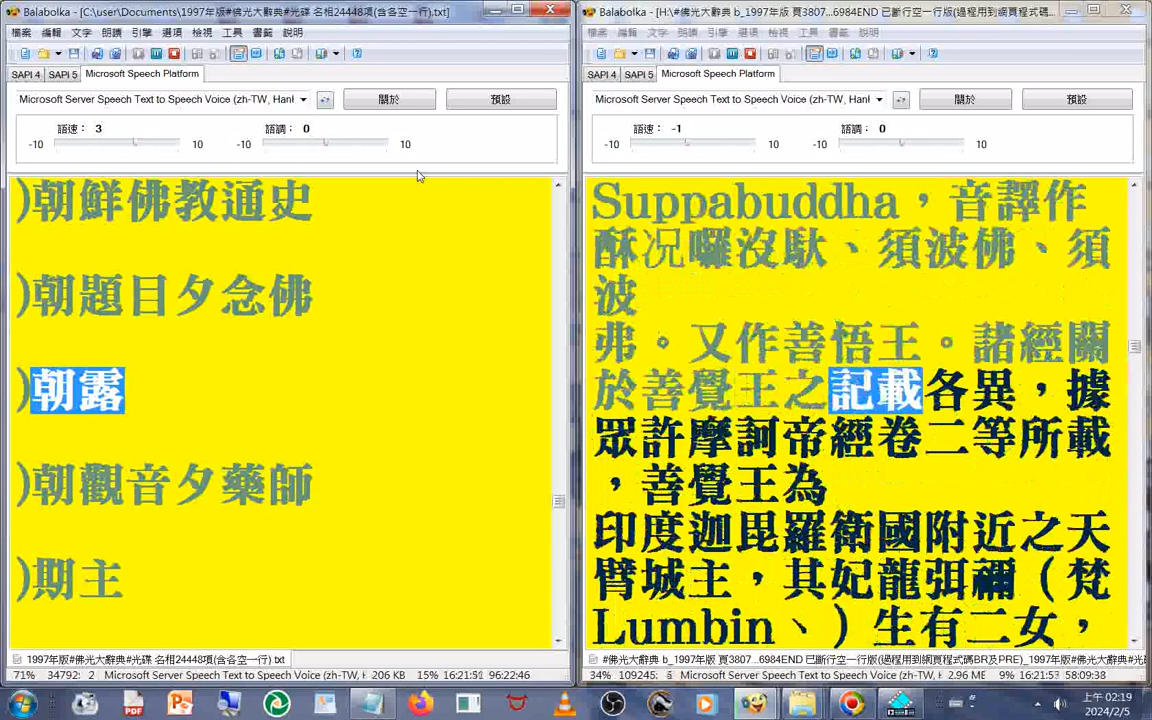 Balabolka - [C:\user\Documents\1997年版#佛光大辭典#光碟 名相24448項(含各空一行).txt]
檔案 編輯 文字 朗讀 引擎 選項 檢視 工具 書籤 說明
SAPI 4 SAPI 5 Microsoft Speech Platform
Microsoft Server Speech Text to Speech Voice (zh-TW, Hanl
關於 預設
語速： 3 語調： 0
-10 10 -10 10
)朝鮮佛教通史
)朝題目夕念佛
)朝露
)朝觀音夕藥師
)期主
1997年版#佛光大辭典#光碟 名相24448項(含各空一行).txt
71% 34792: 2 Microsoft Server Speech Text to Speech Voice (zh-TW, H 206 KB 15% 16:21:51 96:22:46
Balabolka - [H:\#佛光大辭典 b_1997年版 頁3807...6984END 已斷行空一行版(過程用到網頁程式碼...
檔案 編輯 文字 朗讀 引擎 選項 檢視 工具 書籤 說明
SAPI 4 SAPI 5 Microsoft Speech Platform
Microsoft Server Speech Text to Speech Voice (zh-TW, Hanl
關於 預設
語速： -1 語調： 0
-10 10 -10 10
Suppabuddha，音譯作
酥況囉沒馱、須波佛、須
波
弗。又作善悟王。諸經關
於善覺王之記載各異，據
眾許摩訶帝經卷二等所載
，善覺王為
印度迦毘羅衛國附近之天
臂城主，其妃龍弭禰（梵
Lumbin、）生有二女，
#佛光大辭典 b_1997年版 頁3807...6984END 已斷行空一行版(過程用到網頁程式碼BR及PRE)_1997年版#佛光
34% 109245: Microsoft Server Speech Text to Speech Voice (zh-TW, H 2.96 ME 9% 16:21:53 58:09:38
上午 02:19
2024/2/5